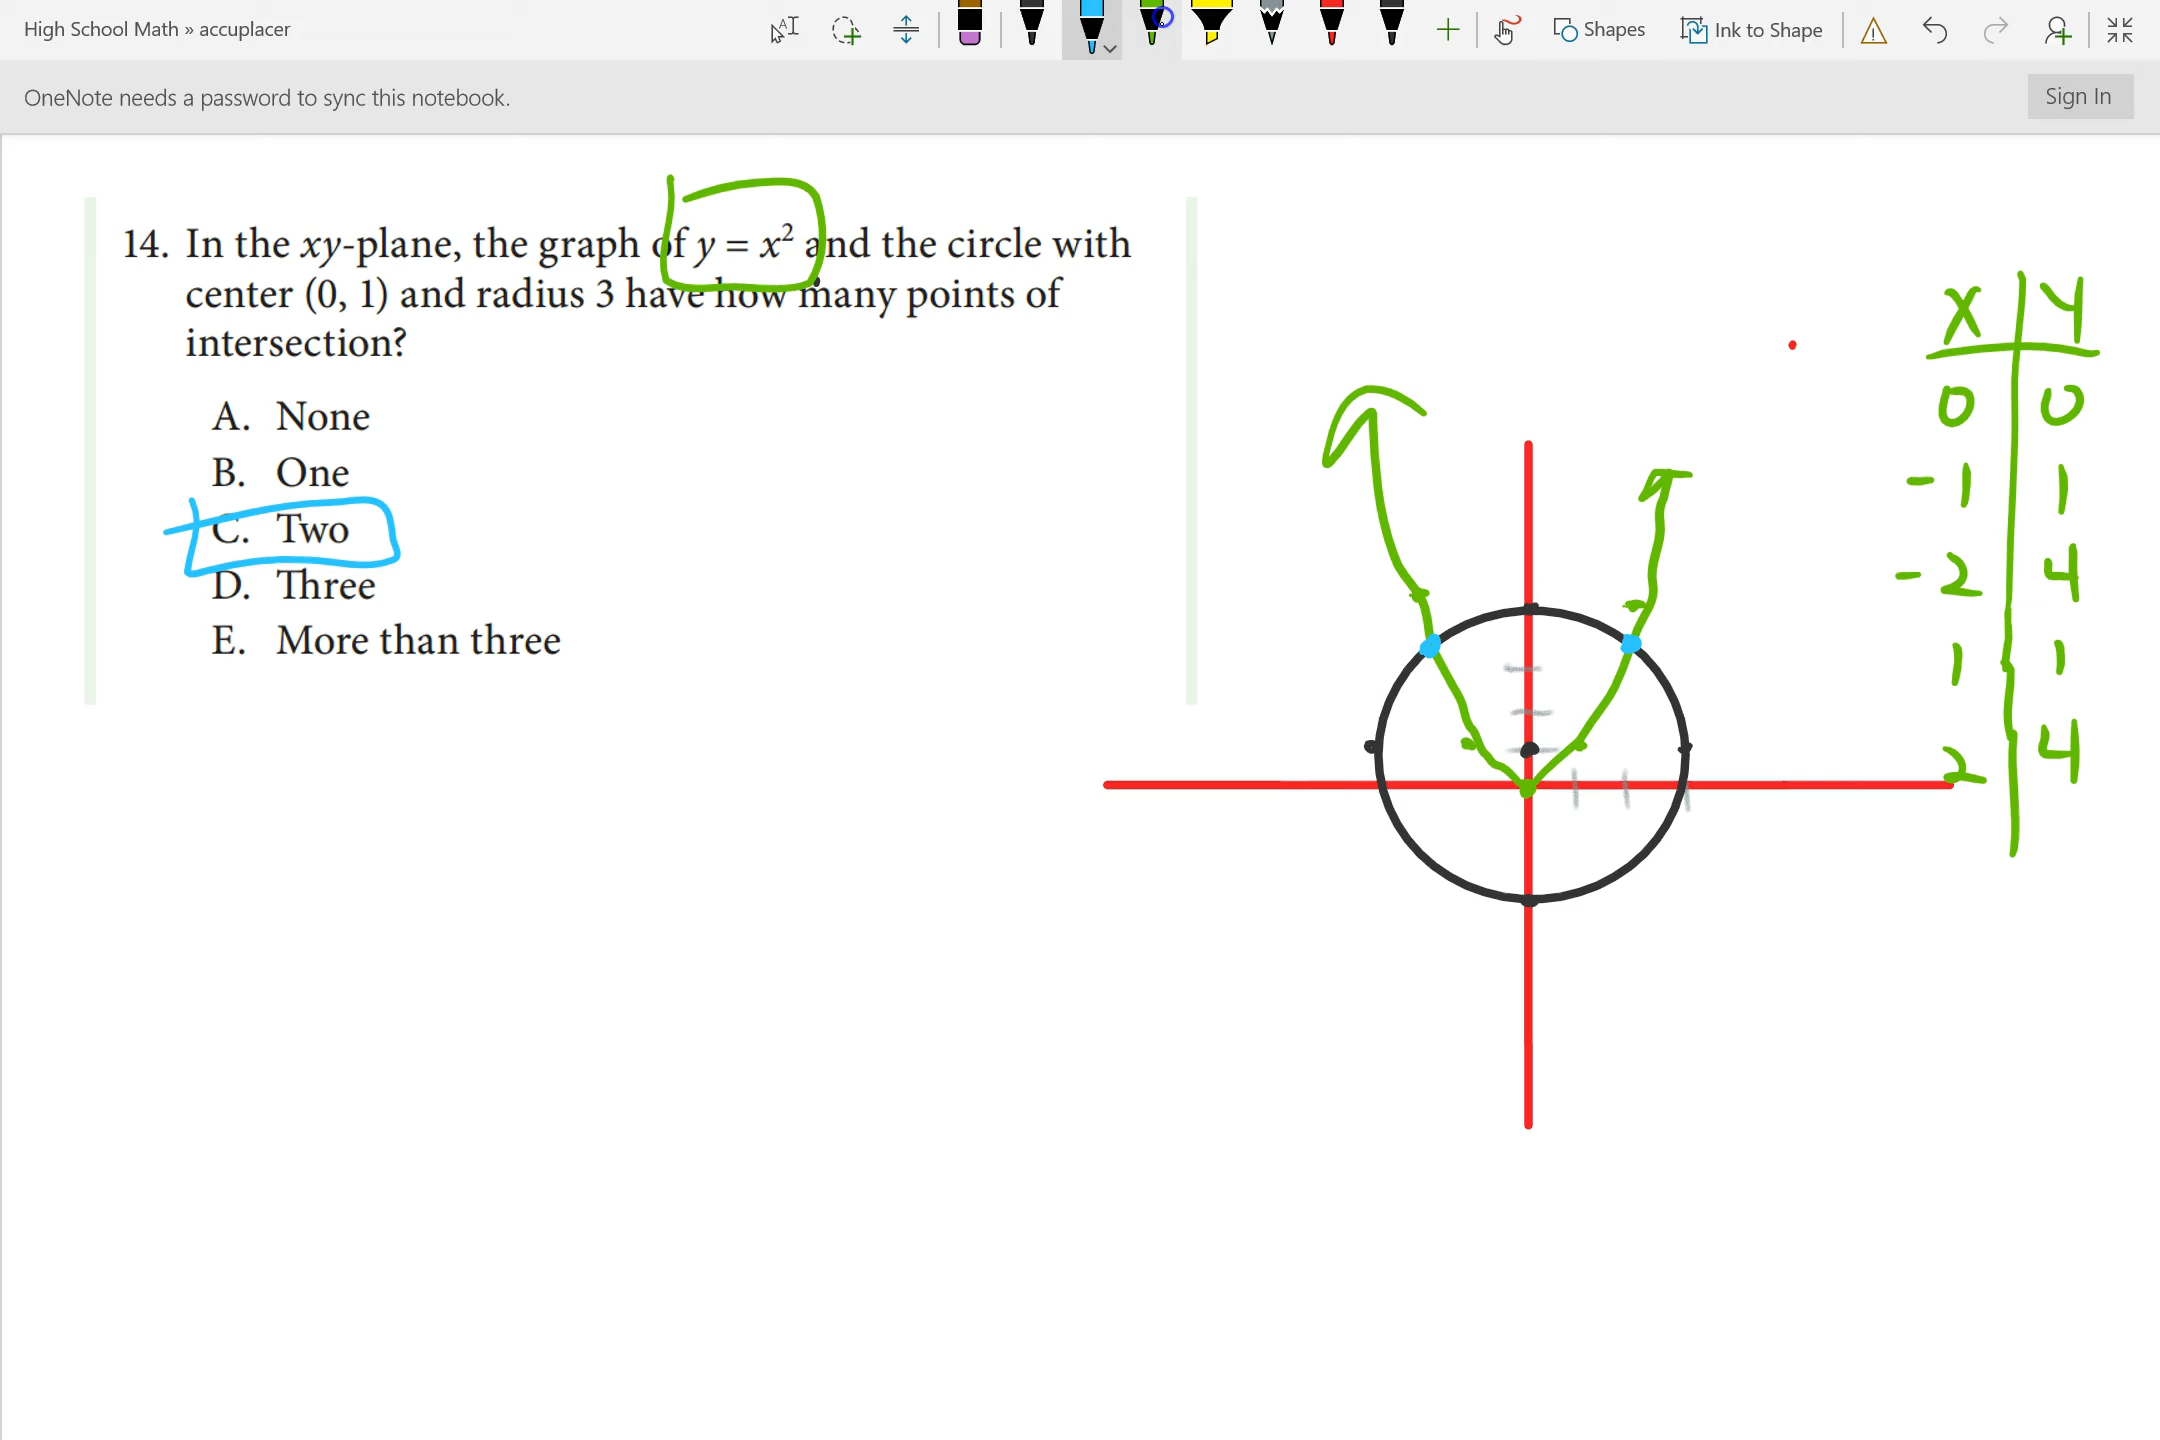 High School Math » accuplacer
Shapes
Ink to Shape
OneNote needs a password to sync this notebook.
Sign In
14. In the xy-plane, the graph of y = x² and the circle with
center (0, 1) and radius 3 have how many points of
intersection?
A. None
B. One
C. Two
D. Three
E. More than three
X Y
0 0
-1 1
-2 4
1 1
2 4